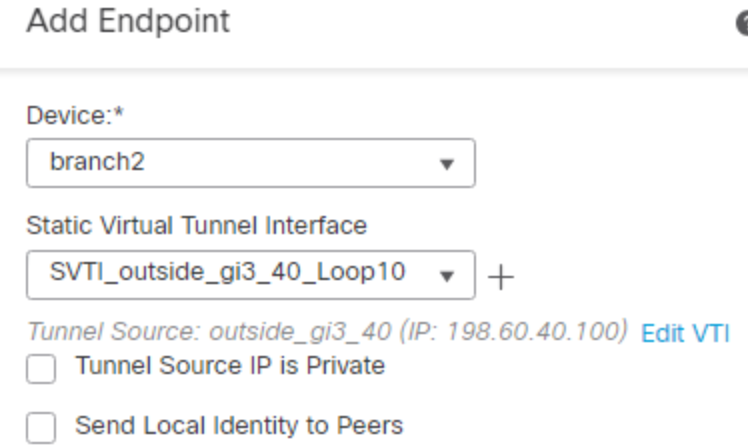 Add Endpoint
Device:*
branch2
Static Virtual Tunnel Interface
SVTI_outside_gi3_40_Loop10
Tunnel Source: outside_gi3_40 (IP: 198.60.40.100) Edit VTI
Tunnel Source IP is Private
Send Local Identity to Peers